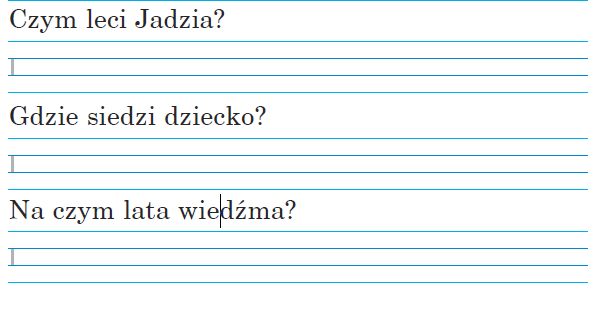 Czym leci Jadzia?
Gdzie siedzi dziecko?
Na czym lata wiedźma?